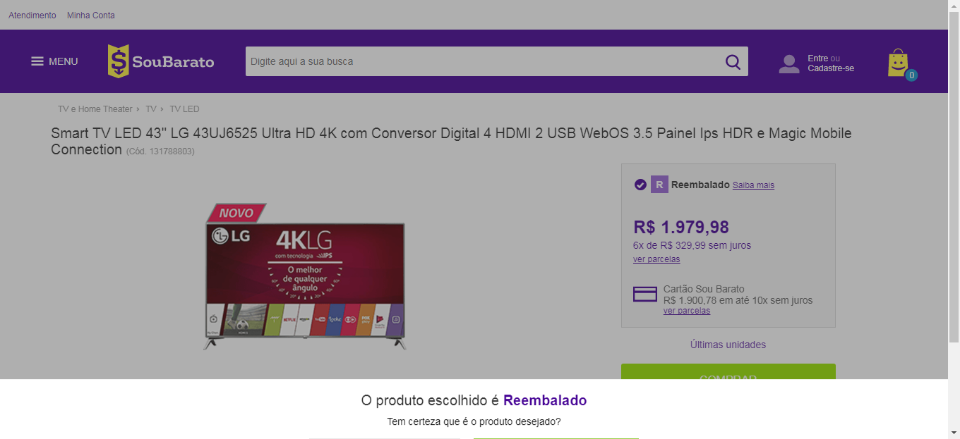 Atendimento Minha Conta
MENU
SouBarato
Digite aqui a sua busca
Entre ou
Cadastre-se
0
TV e Home Theater > TV > TV LED
Smart TV LED 43" LG 43UJ6525 Ultra HD 4K com Conversor Digital 4 HDMI 2 USB WebOS 3.5 Painel Ips HDR e Magic Mobile
Connection (Cód. 131788803)
NOVO
LG
4K LG
com tecnologia IPS
O melhor
de qualquer
ângulo
R Reembalado Saiba mais
R$ 1.979,98
6x de R$ 329,99 sem juros
ver parcelas
Cartão Sou Barato
R$ 1.900,78 em até 10x sem juros
ver parcelas
Últimas unidades
COMPRAR
O produto escolhido é Reembalado
Tem certeza que é o produto desejado?